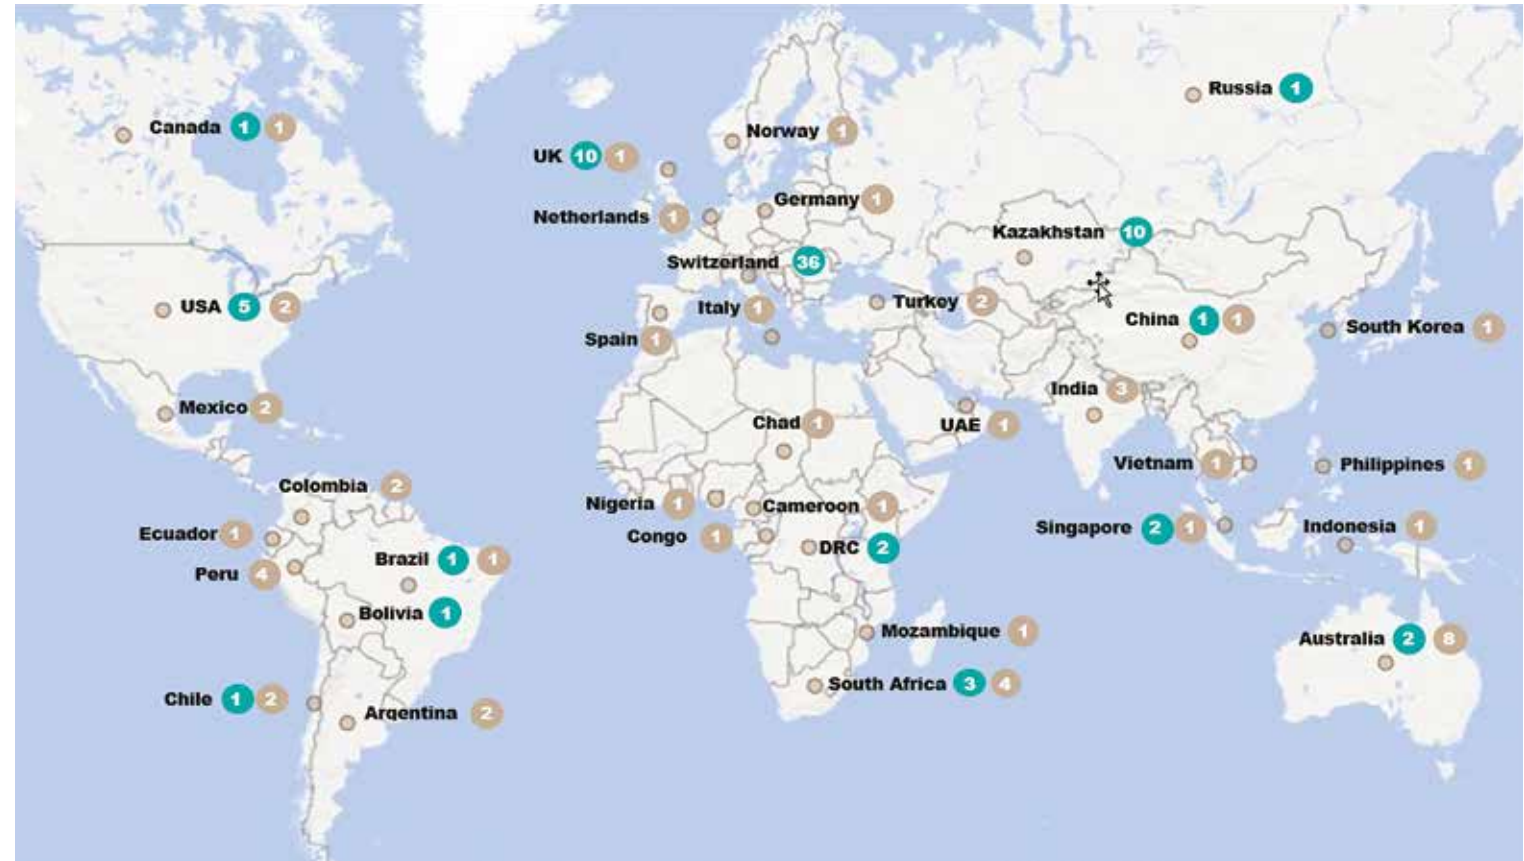 Russia 1
Canada 1 1
Norway 1
UK 10 1
Germany 1
Netherlands 1
Kazakhstan 10
Switzerland 36
USA 5 2
Italy 1
Turkey 2
China 1 1
South Korea 1
Spain 1
India 3
Mexico 2
Chad 1
UAE 1
Vietnam 1
Philippines 1
Colombia 2
Nigeria 1
Cameroon 1
Ecuador 1
Congo 1
Singapore 2 1
Indonesia 1
Brazil 1 1
DRC 2
Peru 4
Bolivia 1
Mozambique 1
Australia 2 8
South Africa 3 4
Chile 1 2
Argentina 2